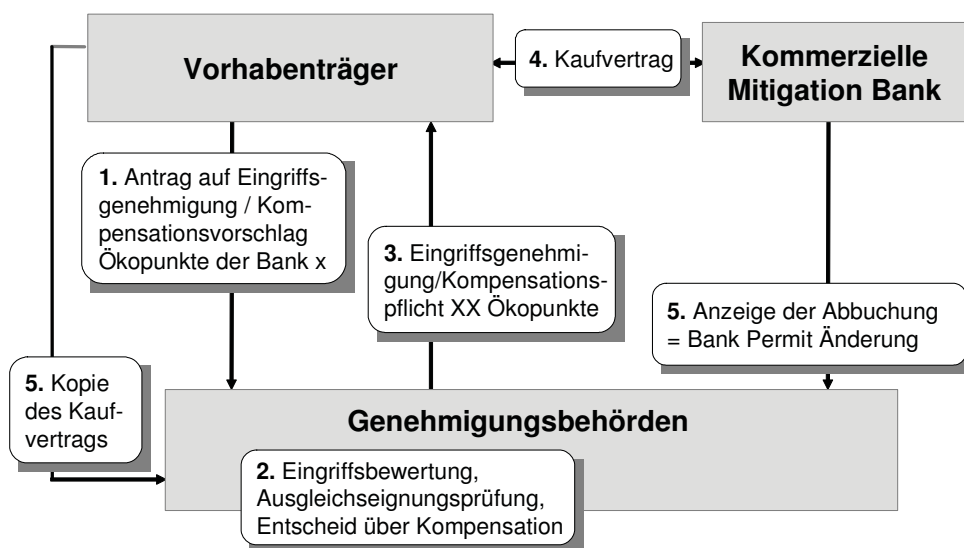 Vorhabenträger
4. Kaufvertrag
Kommerzielle
Mitigation Bank
1. Antrag auf Eingriffs-
genehmigung / Kom-
pensationsvorschlag
Ökopunkte der Bank x
3. Eingriffsgenehmi-
gung/Kompensations-
pflicht XX Ökopunkte
5. Anzeige der Abbuchung
= Bank Permit Änderung
5. Kopie
des Kauf-
vertrags
Genehmigungsbehörden
2. Eingriffsbewertung,
Ausgleichseignungsprüfung,
Entscheid über Kompensation